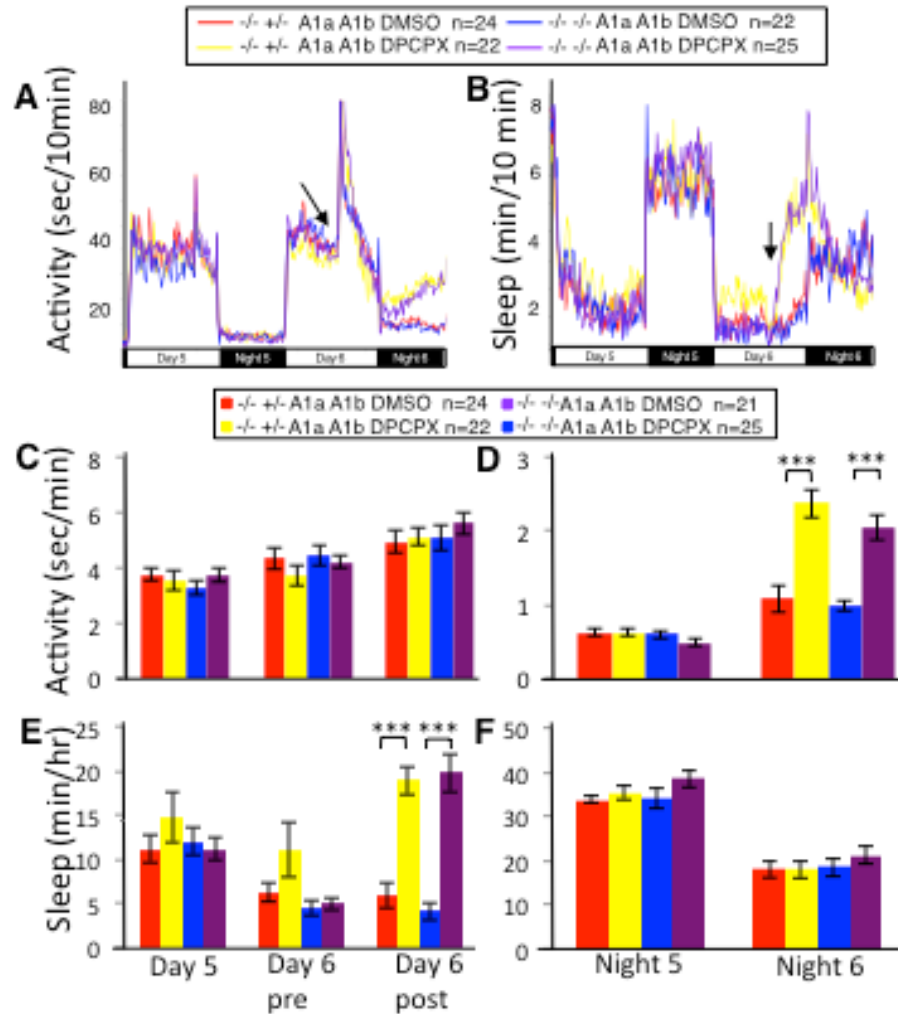 -/- +/- A1a A1b DMSO n=24 -/- -/- A1a A1b DMSO n=22
-/- +/- A1a A1b DPCPX n=22 -/- -/- A1a A1b DPCPX n=25
A
Activity (sec/10min)
80
60
40
20
Day 5 Night 5 Day 6 Night 6
B
Sleep (min/10 min)
8
6
4
2
Day 5 Night 5 Day 6 Night 6
-/- +/- A1a A1b DMSO n=24 -/- -/-A1a A1b DMSO n=21
-/- +/-A1a A1b DPCPX n=22 -/- -/-A1a A1b DPCPX n=25
C
Activity (sec/min)
8
6
4
2
0
D
3
2
1
0
*** ***
E
Sleep (min/hr)
25
20
15
10
5
0
*** ***
Day 5 Day 6 Day 6
pre post
F
50
40
30
20
10
0
Night 5 Night 6